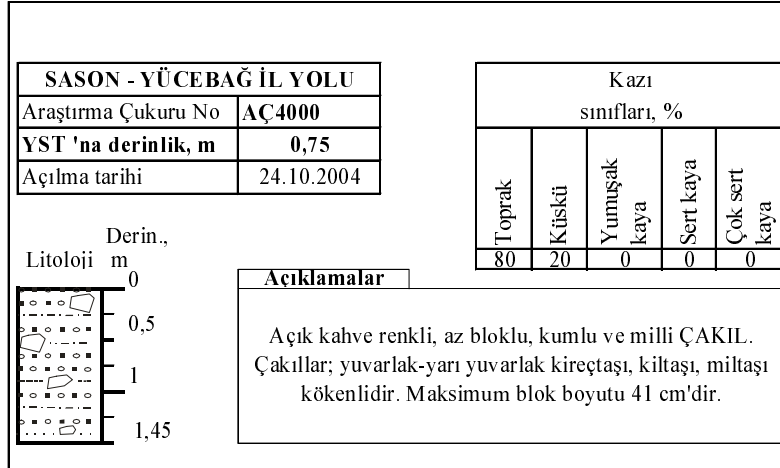 SASON - YÜCEBAĞ İL YOLU
Araştırma Çukuru No AÇ4000
YST 'na derinlik, m 0,75
Açılma tarihi 24.10.2004
Kazı
sınıfları, %
Toprak
Küskü
Yumuşak
kaya
Sert kaya
Çok sert
kaya
80 20 0 0 0
Derin.,
Litoloji m
0
0,5
1
1,45
Açıklamalar
Açık kahve renkli, az bloklu, kumlu ve milli ÇAKIL.
Çakıllar; yuvarlak-yarı yuvarlak kireçtaşı, kiltaşı, miltaşı
kökenlidir. Maksimum blok boyutu 41 cm'dir.